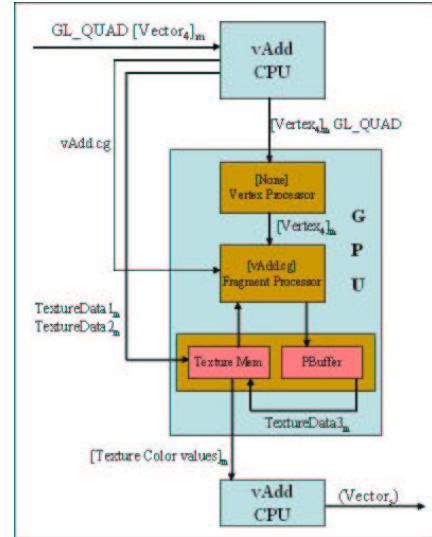 GL_QUAD [Vector₄]ₘ
vAdd
CPU
vAdd.cg
[Vertex₄]ₘ GL_QUAD
[None]
Vertex Processor
[Vertex₄]ₘ
G
P
U
[vAdd.cg]
Fragment Processor
TextureData1ₘ
TextureData2ₘ
Texture Mem
PBuffer
TextureData3ₘ
[Texture Color values]ₘ
vAdd
CPU